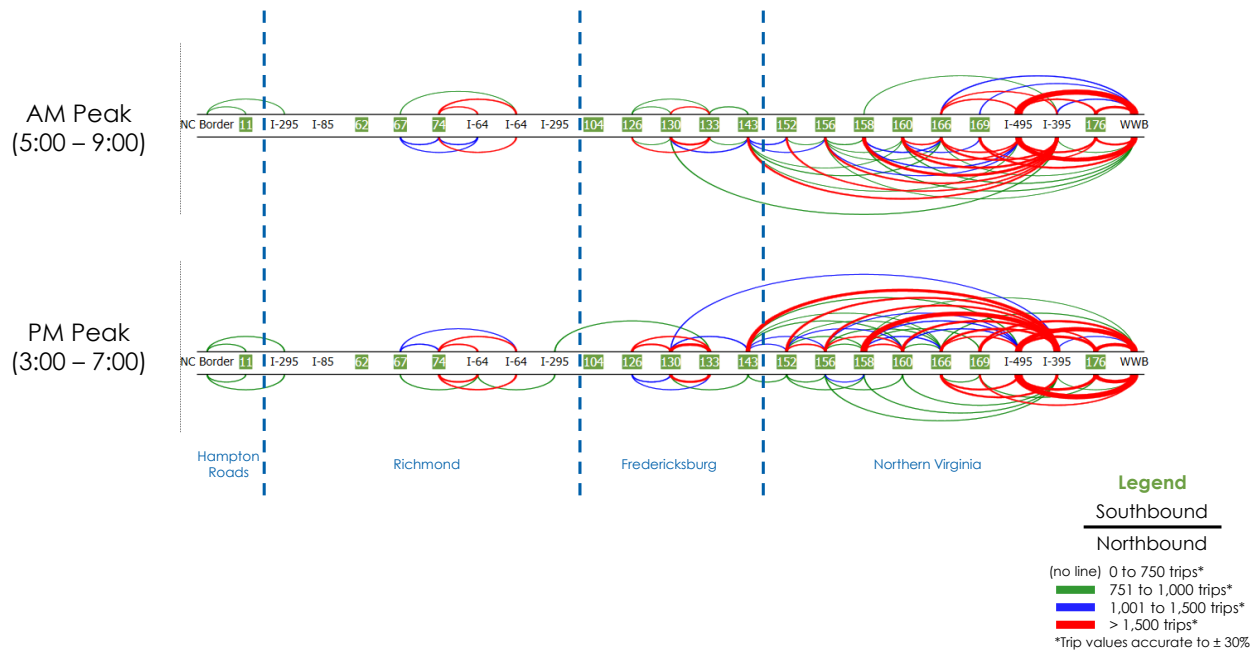 AM Peak
(5:00 – 9:00)
NC Border 11 I-295 I-85 62 67 74 I-64 I-64 I-295 104 126 130 133 143 152 156 158 160 166 169 I-495 I-395 176 WWB
PM Peak
(3:00 – 7:00)
NC Border 11 I-295 I-85 62 67 74 I-64 I-64 I-295 104 126 130 133 143 152 156 158 160 166 169 I-495 I-395 176 WWB
Hampton
Roads
Richmond
Fredericksburg
Northern Virginia
Legend
Southbound
Northbound
(no line) 0 to 750 trips*
751 to 1,000 trips*
1,001 to 1,500 trips*
> 1,500 trips*
*Trip values accurate to ± 30%